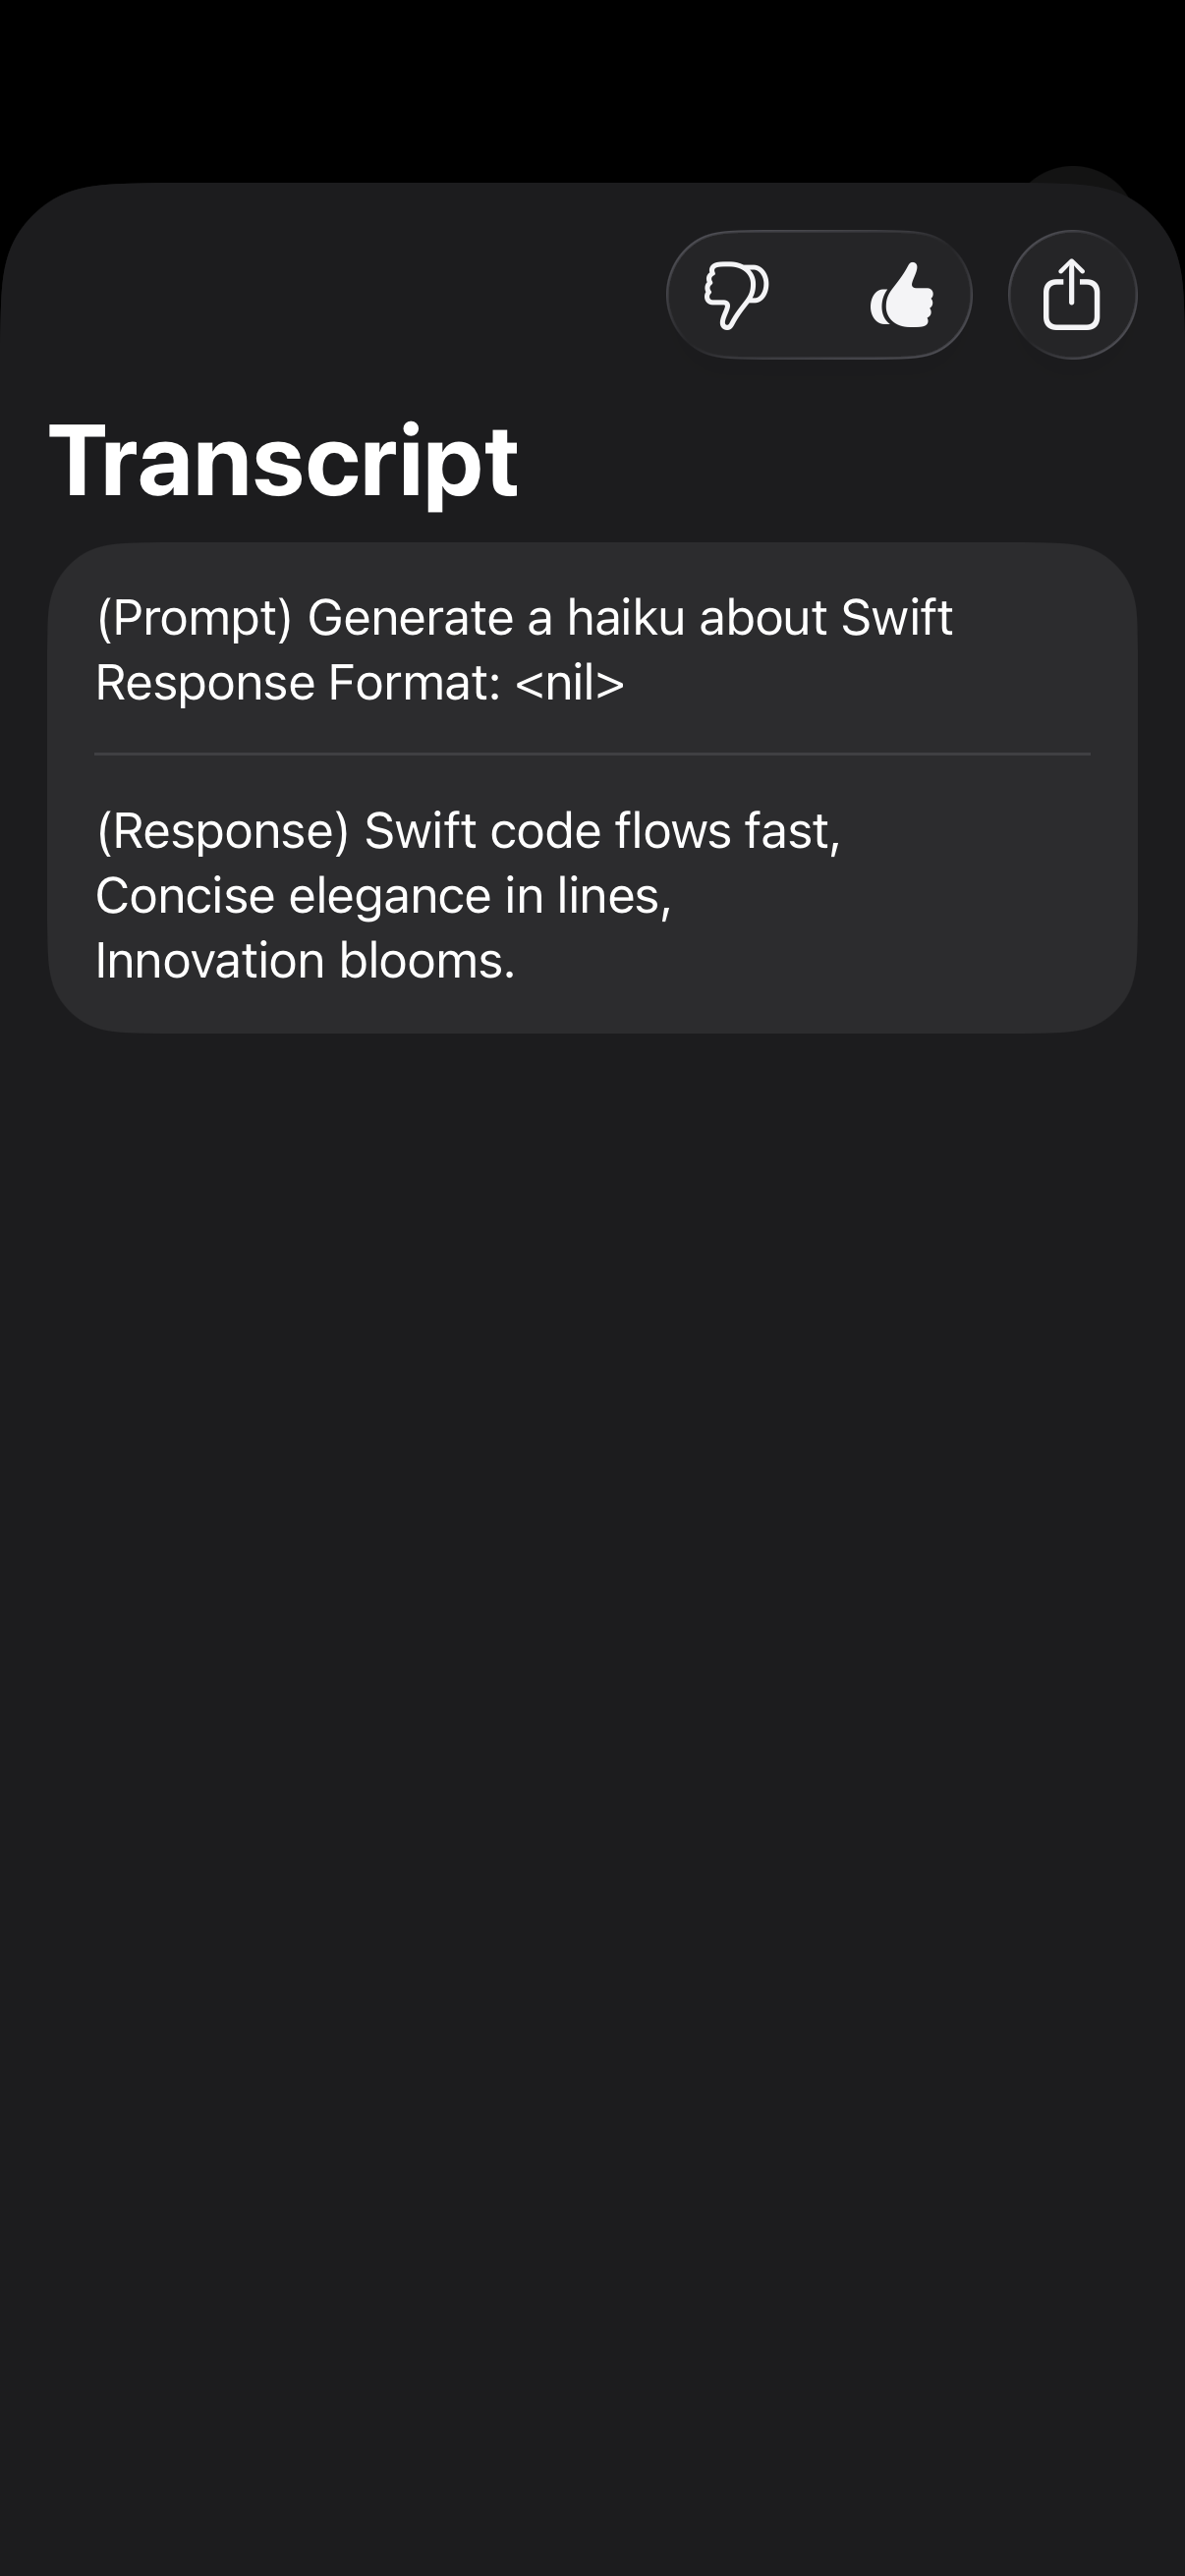 Transcript
(Prompt) Generate a haiku about Swift
Response Format: <nil>
(Response) Swift code flows fast,
Concise elegance in lines,
Innovation blooms.